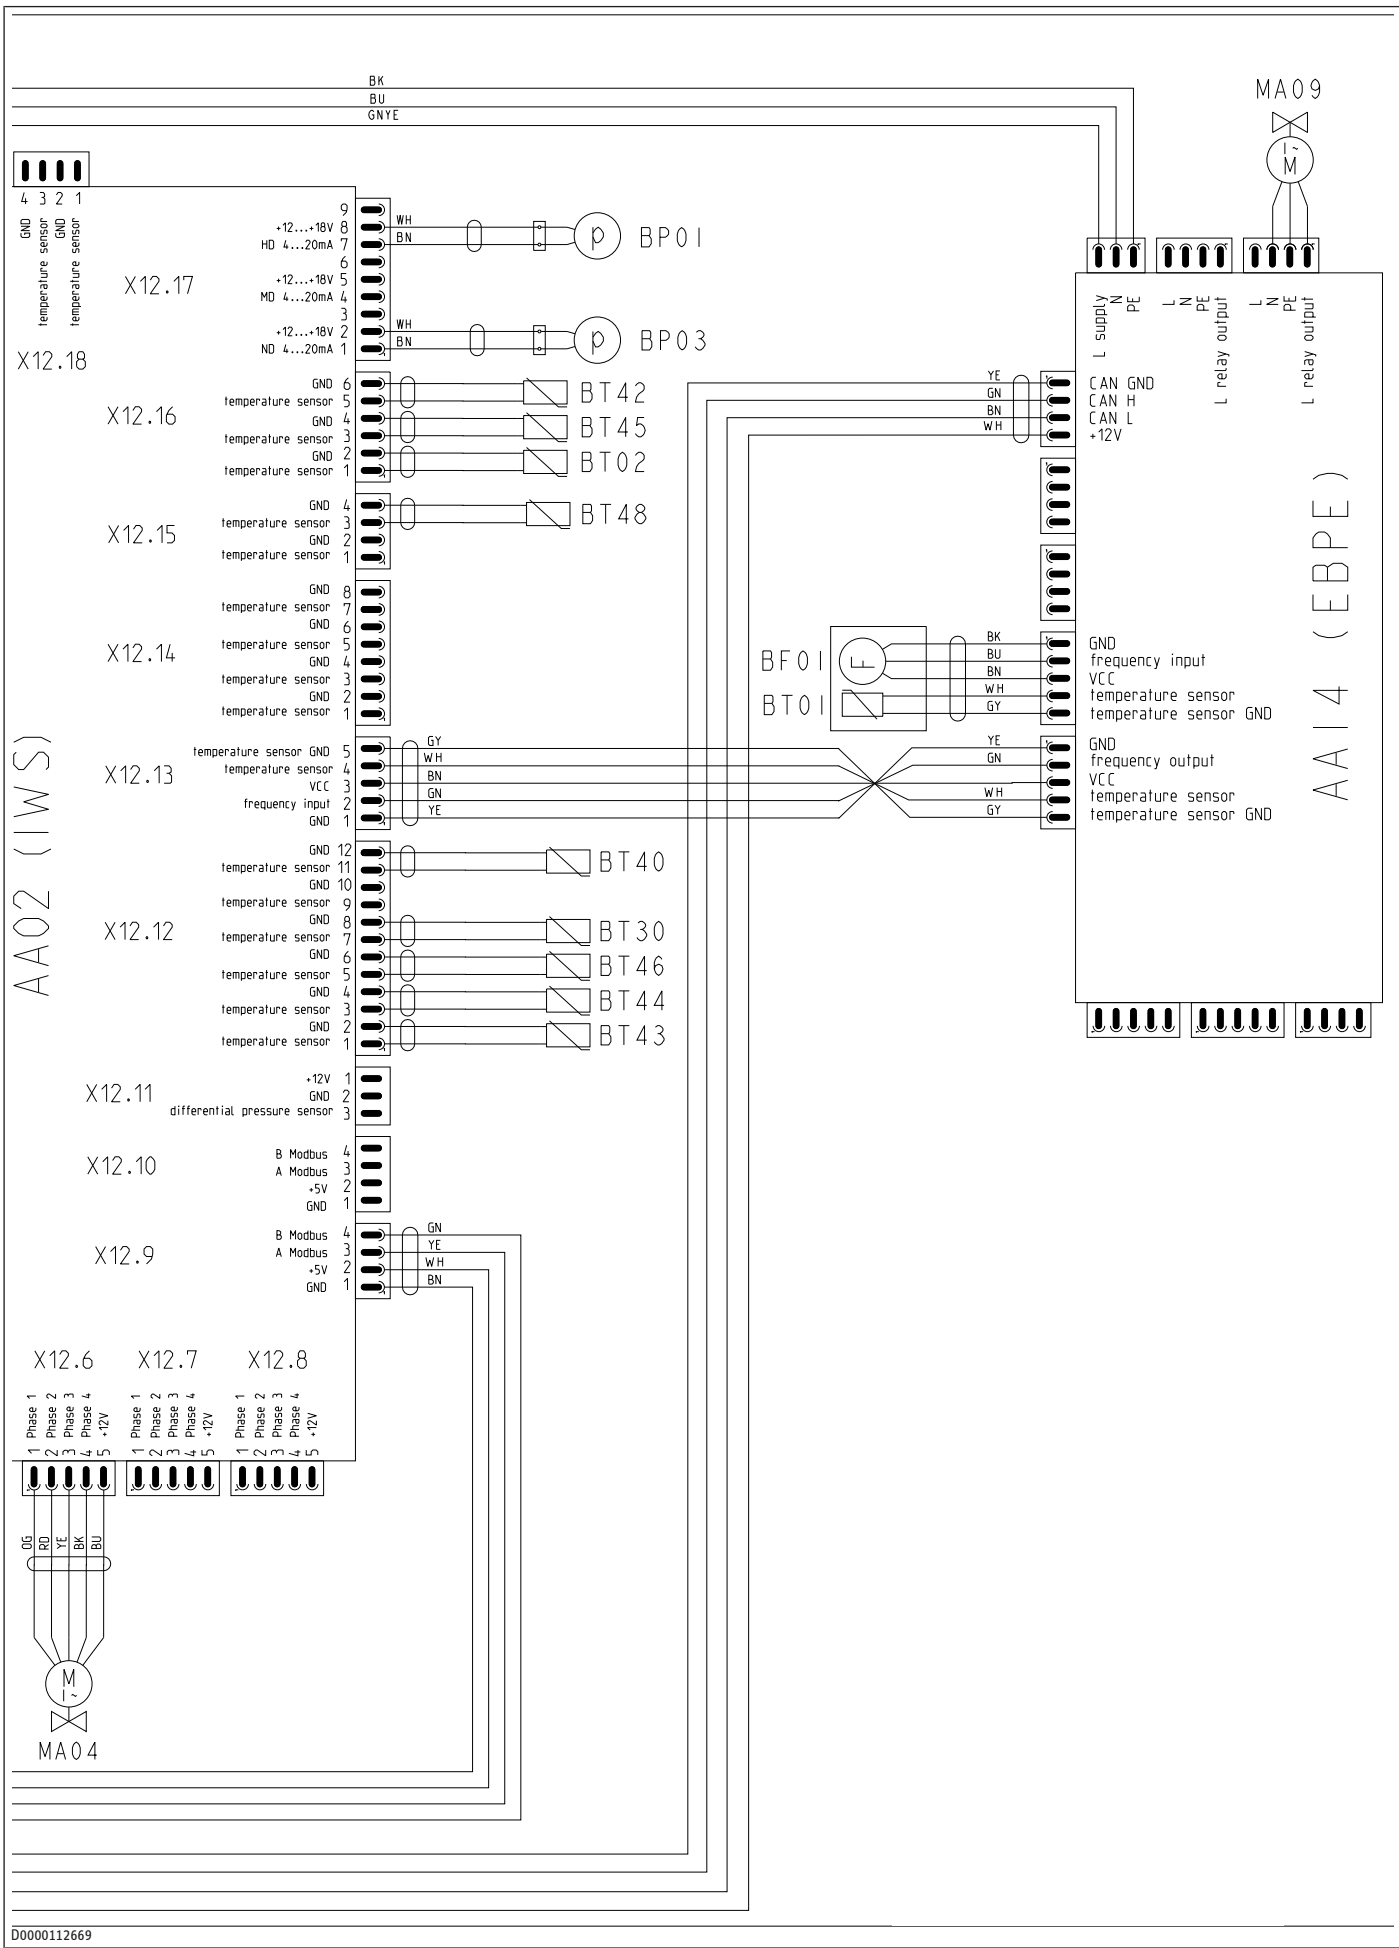 BK
BU
GNYE
MA09
1~
M
4 3 2 1
GND
temperature sensor
GND
temperature sensor
X12.18
X12.17
9
+12...+18V 8 WH
HD 4...20mA 7 BN
BP01
6
+12...+18V 5
MD 4...20mA 4
3
+12...+18V 2 WH
ND 4...20mA 1 BN
BP03
X12.16
GND 6
temperature sensor 5
BT42
GND 4
temperature sensor 3
BT45
GND 2
temperature sensor 1
BT02
X12.15
GND 4
temperature sensor 3
BT48
GND 2
temperature sensor 1
X12.14
GND 8
temperature sensor 7
GND 6
temperature sensor 5
GND 4
temperature sensor 3
GND 2
temperature sensor 1
AA02 (IWS)
X12.13
temperature sensor GND 5 GY
temperature sensor 4 WH
VCC 3 BN
frequency input 2 GN
GND 1 YE
X12.12
GND 12
temperature sensor 11
BT40
GND 10
temperature sensor 9
GND 8
temperature sensor 7
BT30
GND 6
temperature sensor 5
BT46
GND 4
temperature sensor 3
BT44
GND 2
temperature sensor 1
BT43
X12.11
+12V 1
GND 2
differential pressure sensor 3
X12.10
B Modbus 4
A Modbus 3
+5V 2
GND 1
X12.9
B Modbus 4 GN
A Modbus 3 YE
+5V 2 WH
GND 1 BN
X12.6
1 Phase 1
2 Phase 2
3 Phase 3
4 Phase 4
5 +12V
X12.7
1 Phase 1
2 Phase 2
3 Phase 3
4 Phase 4
5 +12V
X12.8
1 Phase 1
2 Phase 2
3 Phase 3
4 Phase 4
5 +12V
OG
RD
YE
BK
BU
M
1~
MA04
L supply
N
PE
L
N
PE
L relay output
L
N
PE
L relay output
YE CAN GND
GN CAN H
BN CAN L
WH +12V
AA14 (EBPE)
BF01
F
BT01
BK GND
BU frequency input
BN VCC
WH temperature sensor
GY temperature sensor GND
YE GND
GN frequency output
VCC
WH temperature sensor
GY temperature sensor GND
p
p
D0000112669